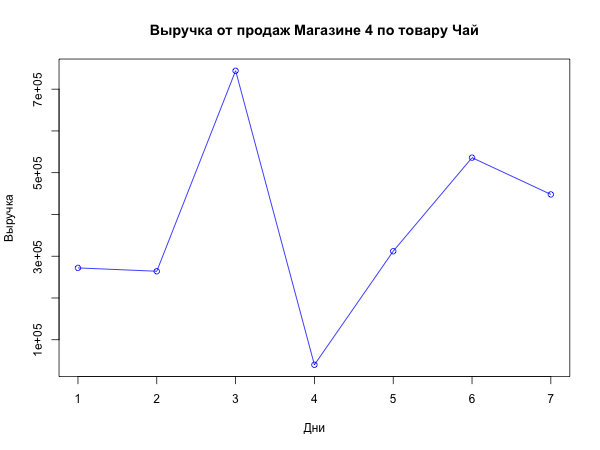 Выручка от продаж Магазине 4 по товару Чай
Выручка
7e+05
5e+05
3e+05
1e+05
1 2 3 4 5 6 7
Дни